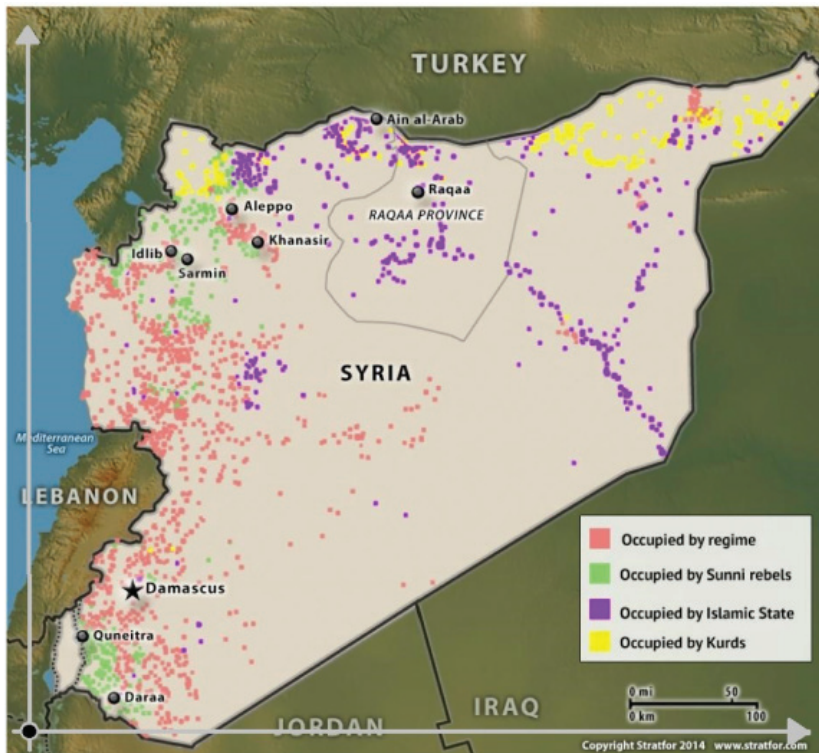 TURKEY
Ain al-Arab
Raqaa
RAQAA PROVINCE
Aleppo
Khanasir
Idlib
Sarmin
SYRIA
Mediterranean
Sea
LEBANON
Damascus
Quneitra
Daraa
JORDAN
IRAQ
Occupied by regime
Occupied by Sunni rebels
Occupied by Islamic State
Occupied by Kurds
0 mi 50
0 km 100
Copyright Stratfor 2014 www.stratfor.com